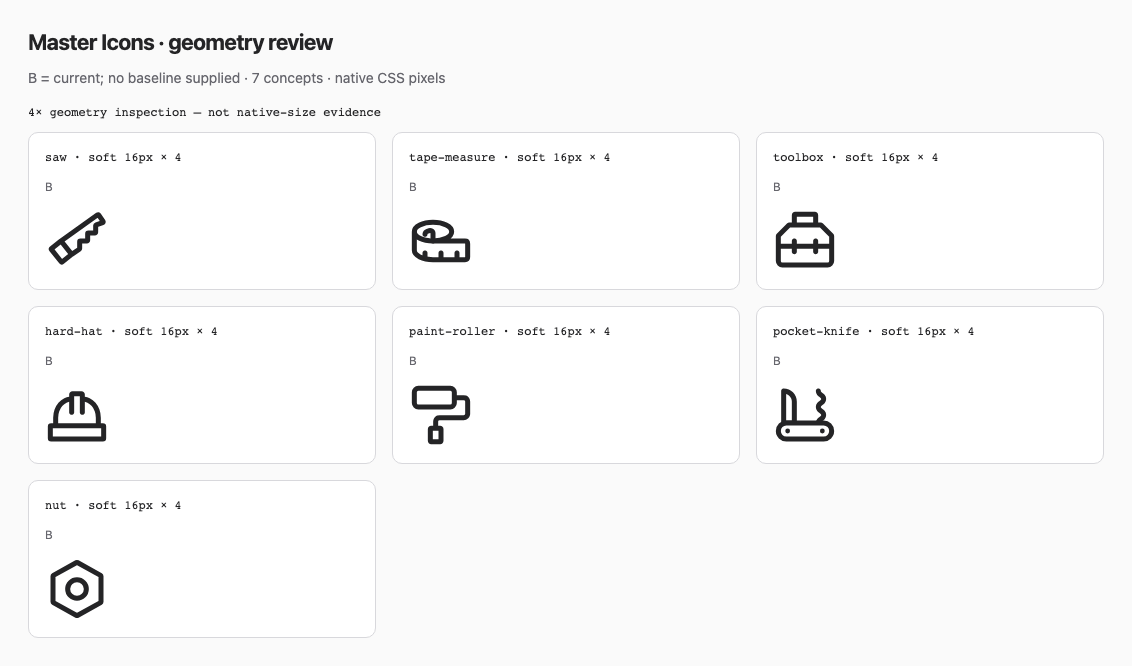 Master Icons · geometry review
B = current; no baseline supplied · 7 concepts · native CSS pixels
4× geometry inspection — not native-size evidence
saw · soft 16px × 4
B
tape-measure · soft 16px × 4
B
toolbox · soft 16px × 4
B
hard-hat · soft 16px × 4
B
paint-roller · soft 16px × 4
B
pocket-knife · soft 16px × 4
B
nut · soft 16px × 4
B